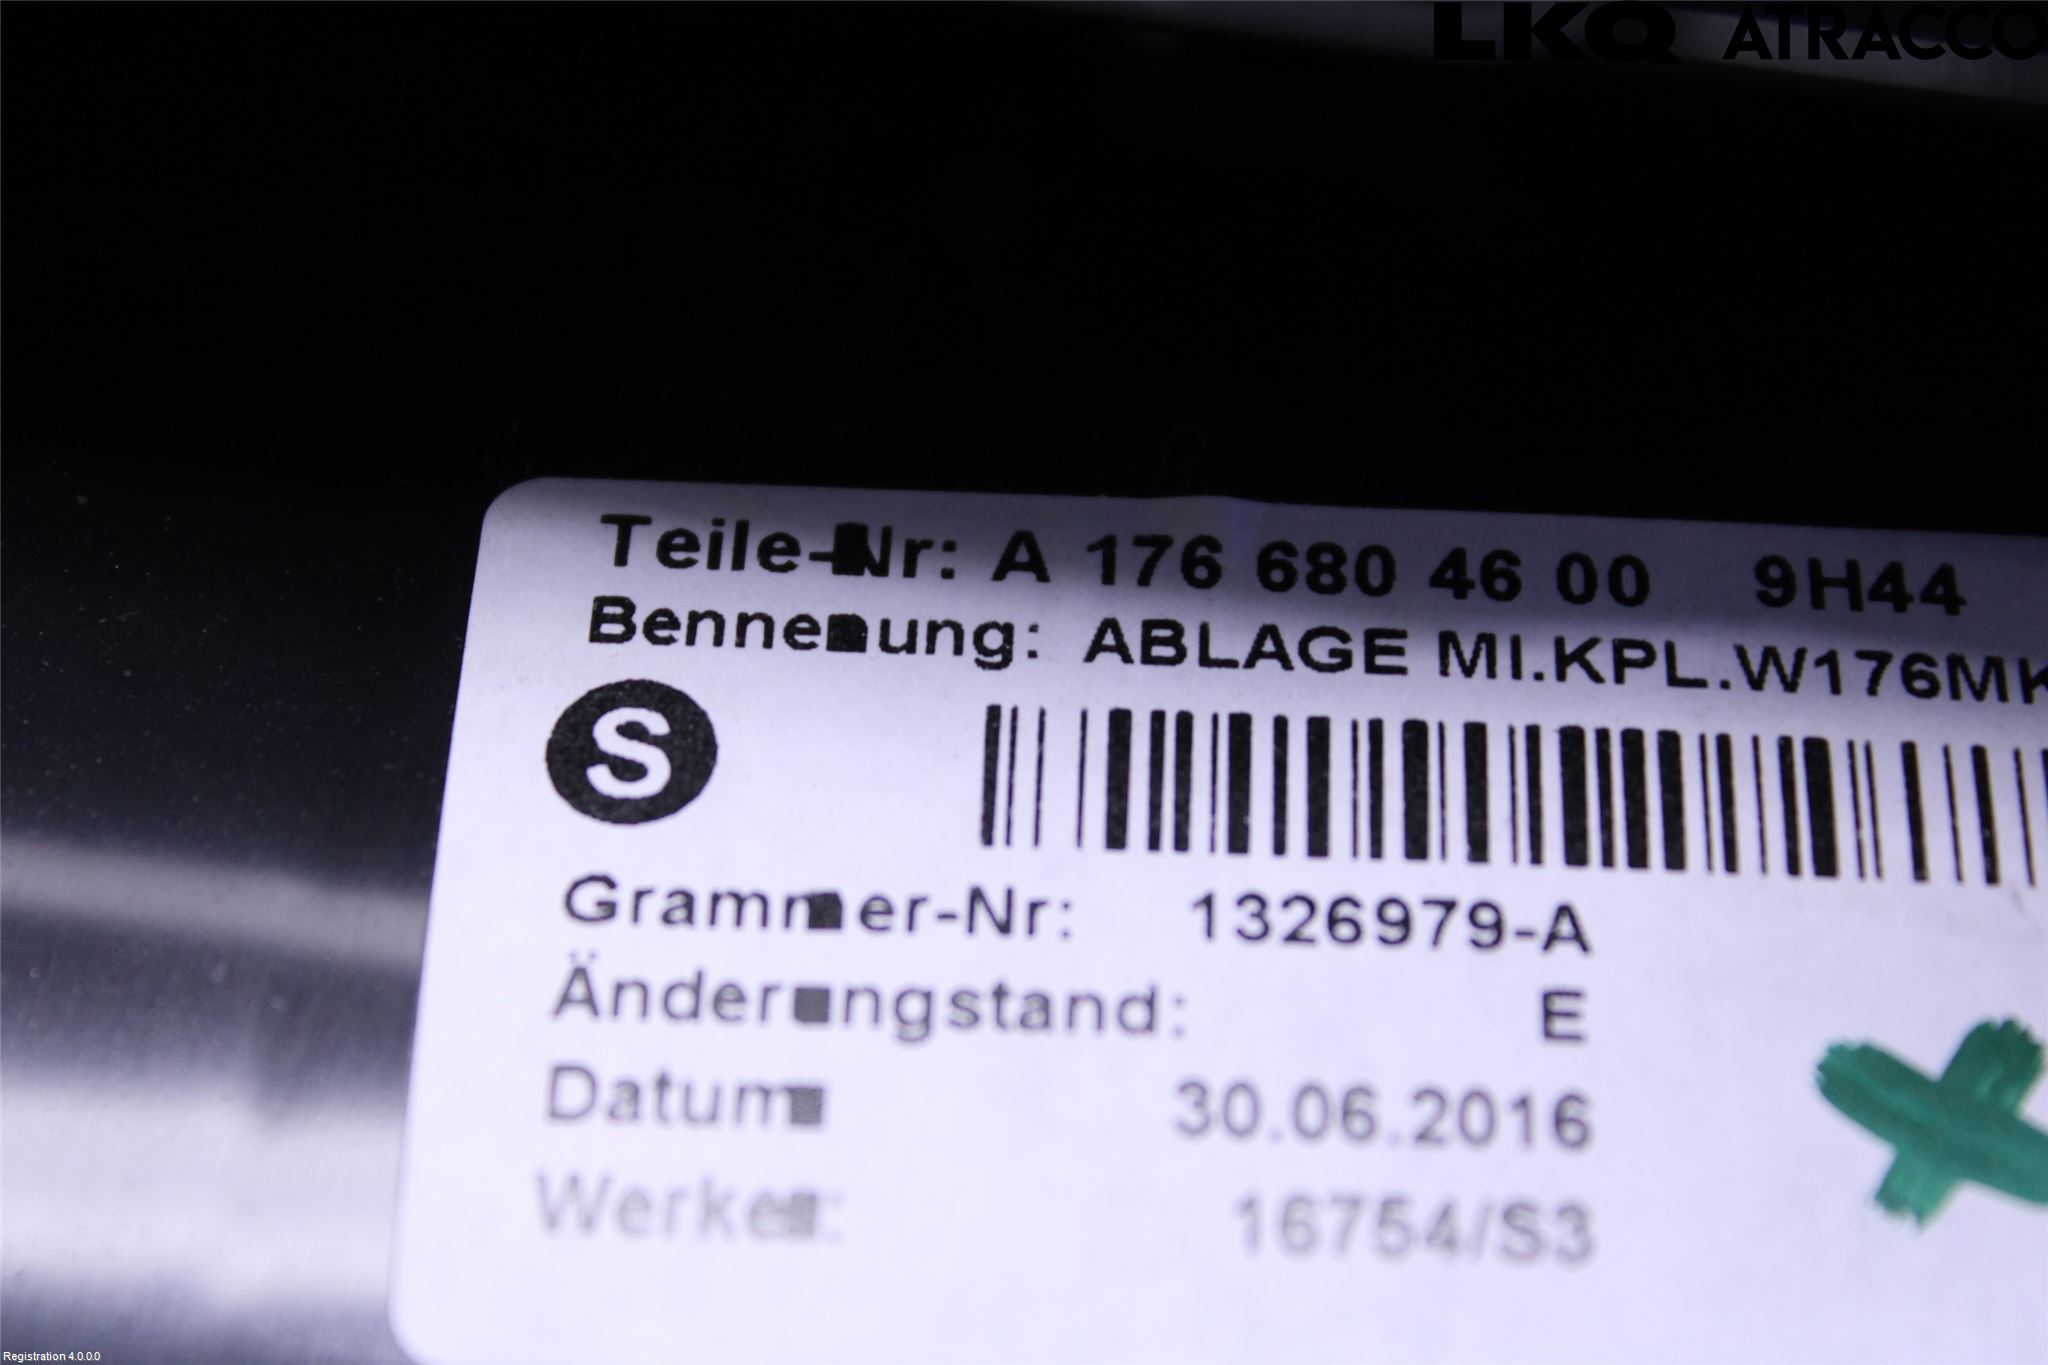 LKQ ATRACCO
Teile-Nr: A 176 680 46 00 9H44
Bennenung: ABLAGE MI.KPL.W176MK
S
Grammer-Nr: 1326979-A
Änderungstand: E
Datum 30.06.2016
Werker: 16754/S3
Registration 4.0.0.0